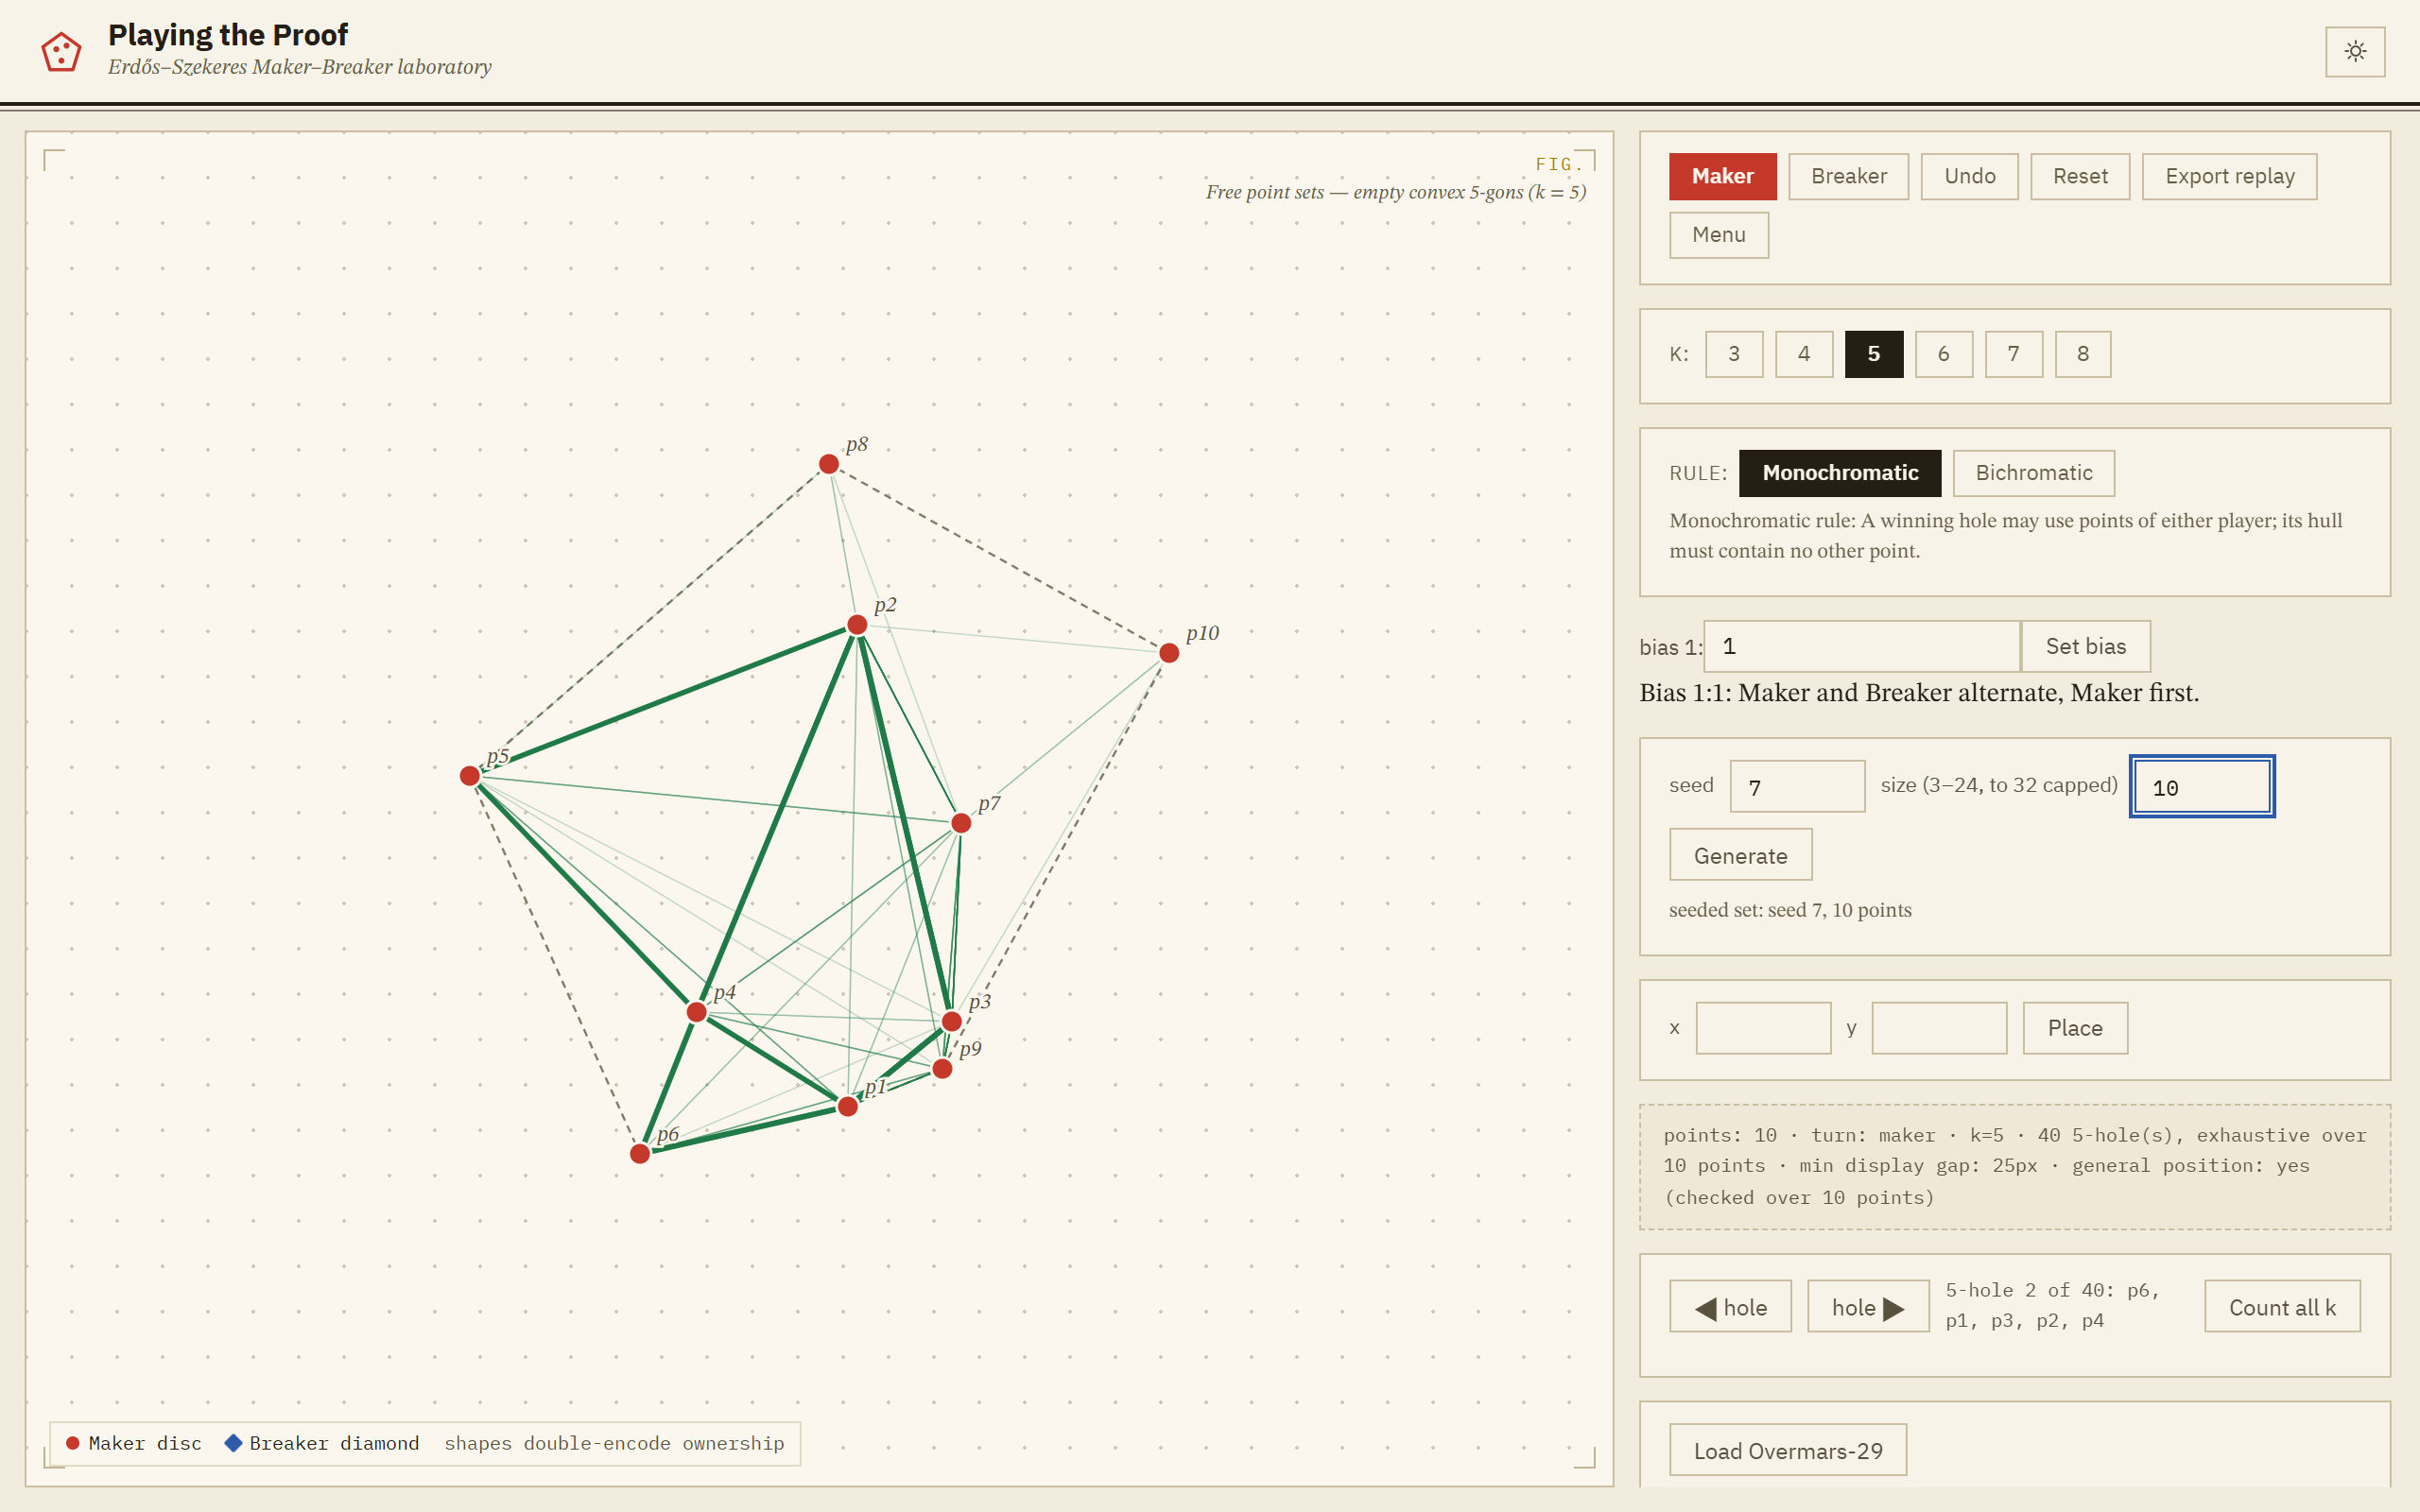 Playing the Proof
Erdős–Szekeres Maker–Breaker laboratory
FIG.
Free point sets — empty convex 5-gons (k = 5)
p8
p2
p10
p5
p7
p4
p3
p9
p1
p6
Maker disc
Breaker diamond
shapes double-encode ownership
Maker
Breaker
Undo
Reset
Export replay
Menu
K:
3
4
5
6
7
8
RULE:
Monochromatic
Bichromatic
Monochromatic rule: A winning hole may use points of either player; its hull
must contain no other point.
bias 1:
1
Set bias
Bias 1:1: Maker and Breaker alternate, Maker first.
seed
7
size (3–24, to 32 capped)
10
Generate
seeded set: seed 7, 10 points
x
y
Place
points: 10 · turn: maker · k=5 · 40 5-hole(s), exhaustive over
10 points · min display gap: 25px · general position: yes
(checked over 10 points)
◀ hole
hole ▶
5-hole 2 of 40: p6,
p1, p3, p2, p4
Count all k
Load Overmars-29